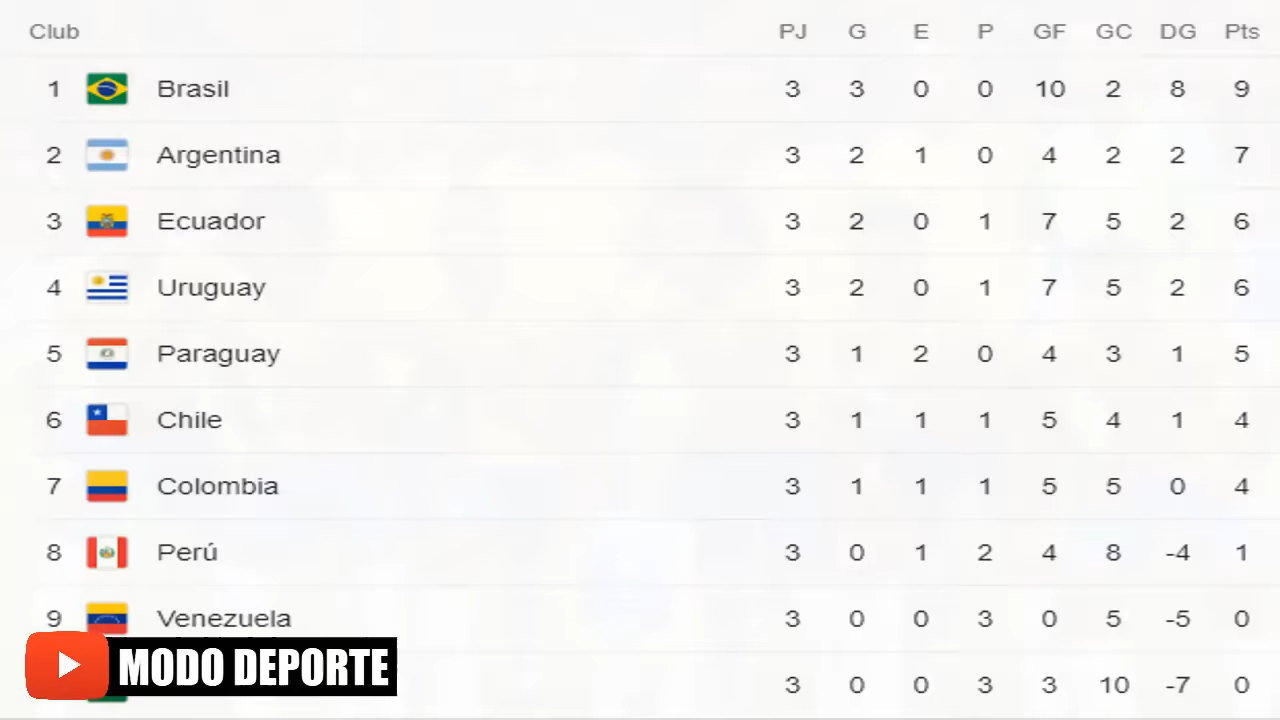 Club PJ G E P GF GC DG Pts
1 Brasil 3 3 0 0 10 2 8 9
2 Argentina 3 2 1 0 4 2 2 7
3 Ecuador 3 2 0 1 7 5 2 6
4 Uruguay 3 2 0 1 7 5 2 6
5 Paraguay 3 1 2 0 4 3 1 5
6 Chile 3 1 1 1 5 4 1 4
7 Colombia 3 1 1 1 5 5 0 4
8 Perú 3 0 1 2 4 8 -4 1
9 Venezuela 3 0 0 3 0 5 -5 0
MODO DEPORTE
3 0 0 3 3 10 -7 0